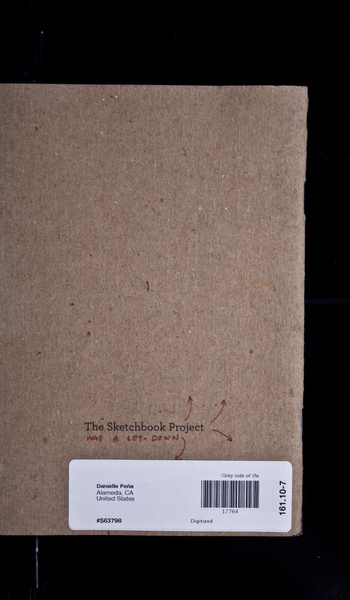 The Sketchbook Project
WAS A LET-DOWN
Grey side of life
Danielle Peña
Alameda, CA
United States
17764
#S63798
Digitized
161.10-7